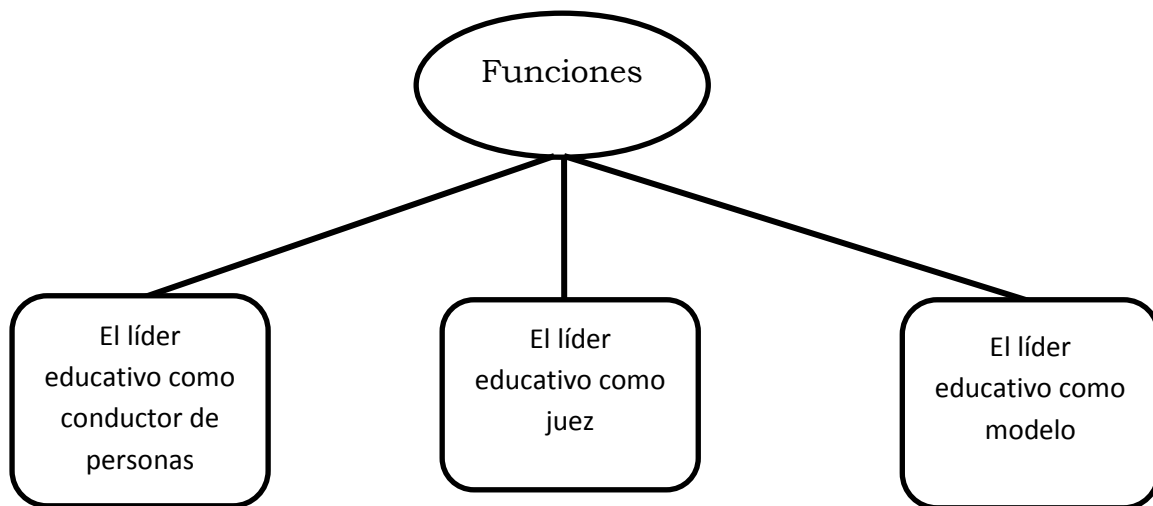 Funciones
El líder
educativo como
conductor de
personas
El líder
educativo como
juez
El líder
educativo como
modelo